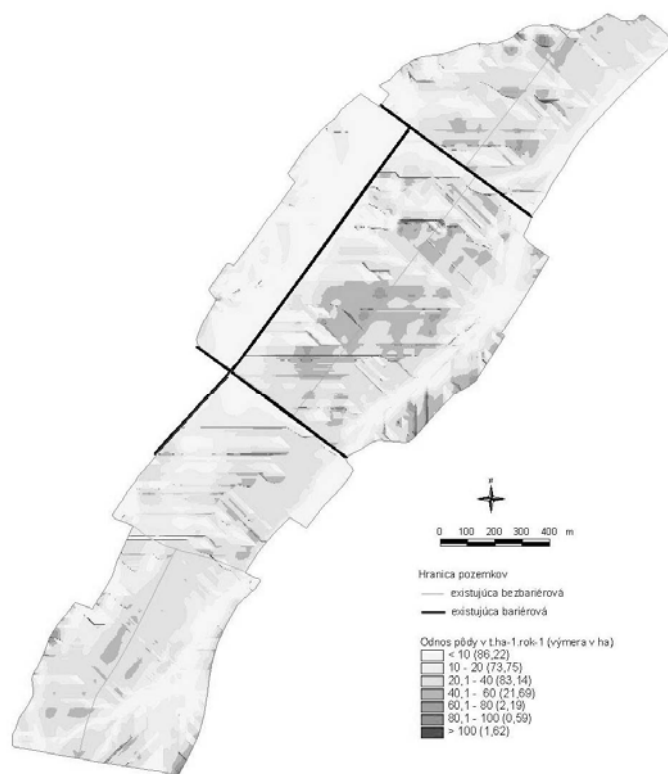 0 100 200 300 400 m
Hranica pozemkov
existujúca bezbariérová
existujúca bariérová
Odnos pôdy v t.ha-1.rok-1 (výmera v ha)
< 10 (86,22)
10 - 20 (73,75)
20,1 - 40 (83,14)
40,1 - 60 (21,69)
60,1 - 80 (2,19)
80,1 - 100 (0,59)
> 100 (1,62)